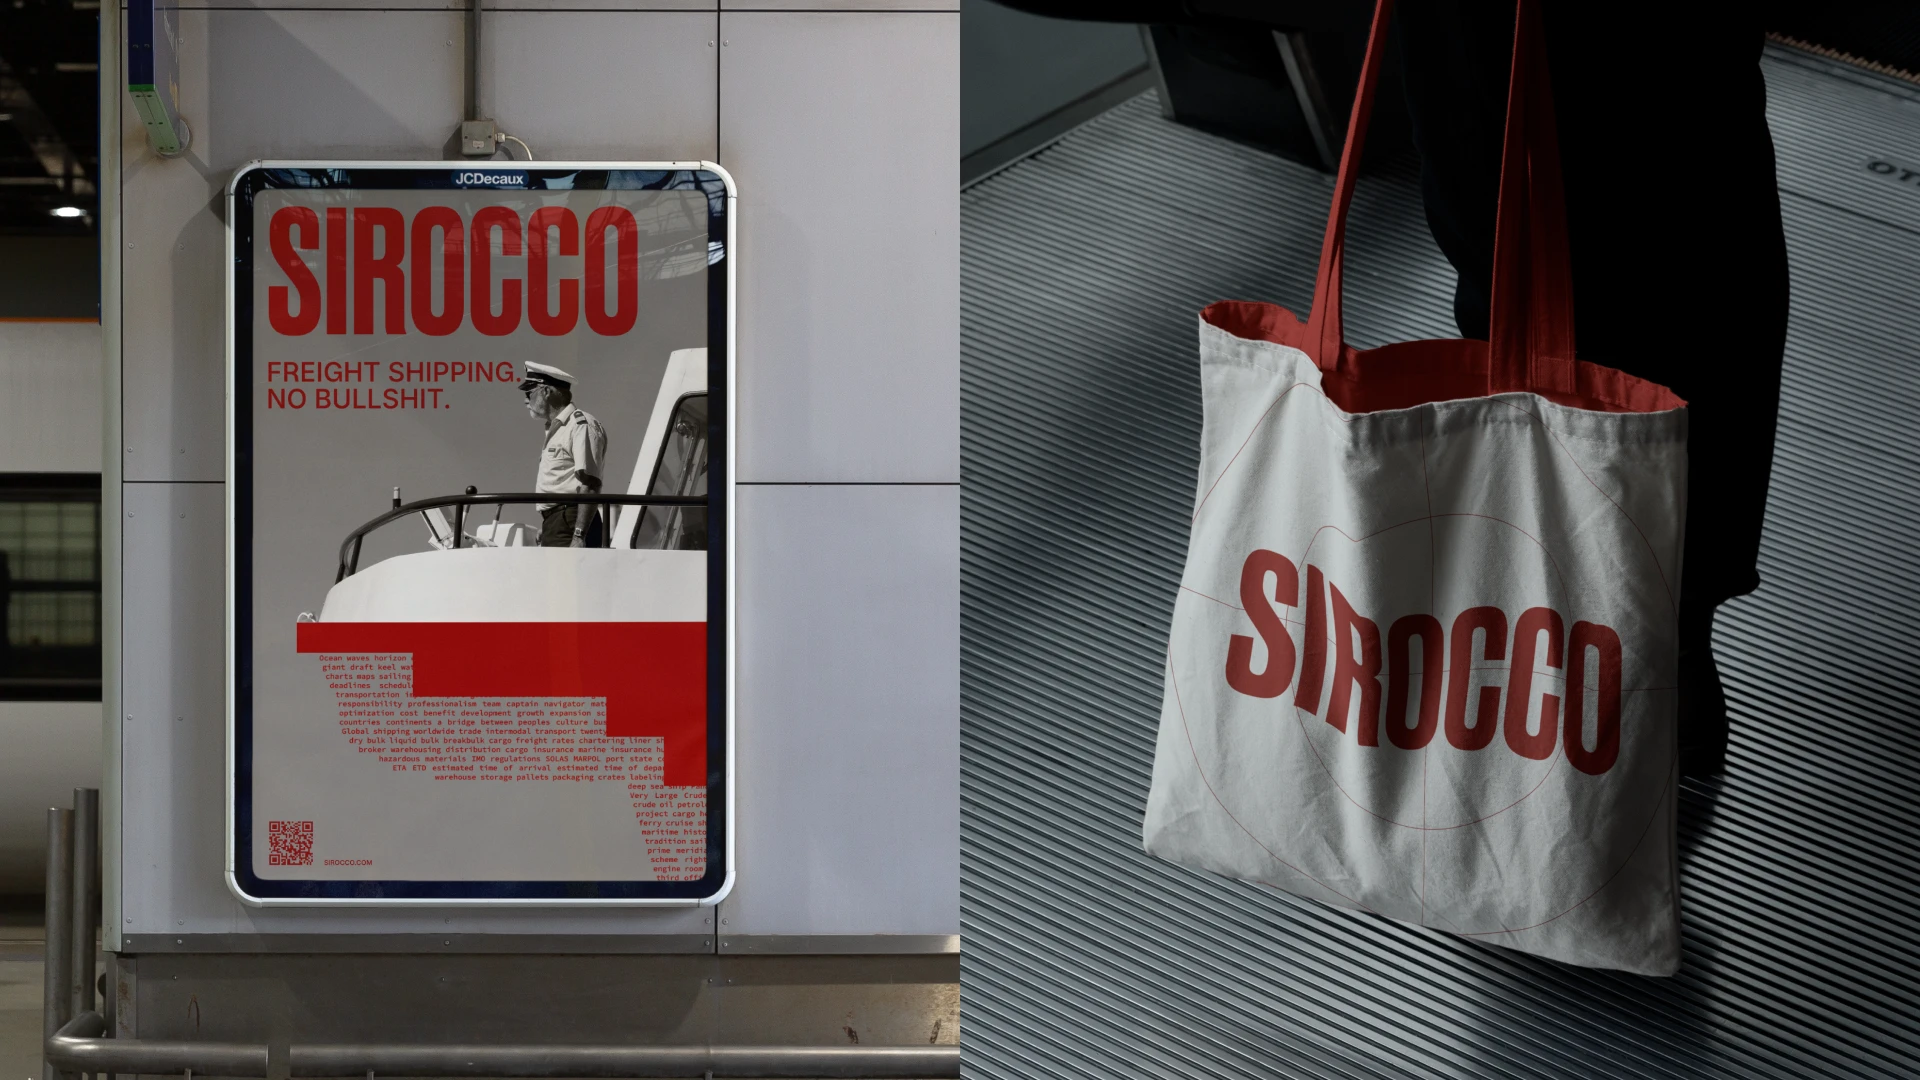 JCDecaux
SIROCCO
FREIGHT SHIPPING.
NO BULLSHIT.
Ocean waves horizon
giant draft keel
charts maps sailing
deadlines
transportation
responsibility professionalism team captain navigator
optimization cost benefit development growth expansion
countries continents a bridge between peoples culture
Global shipping worldwide trade intermodal transport
dry bulk liquid bulk breakbulk cargo freight rates chartering liner
broker warehousing distribution cargo insurance marine insurance
hazardous materials IMO regulations SOLAS MARPOL port state
ETA ETD estimated time of arrival estimated time of
warehouse storage pallets packaging crates labeling
deep sea
Very Large Crude
crude oil
project cargo
ferry cruise
maritime
tradition
prime
scheme right
engine room
third
SIROCCO.COM
SIROCCO